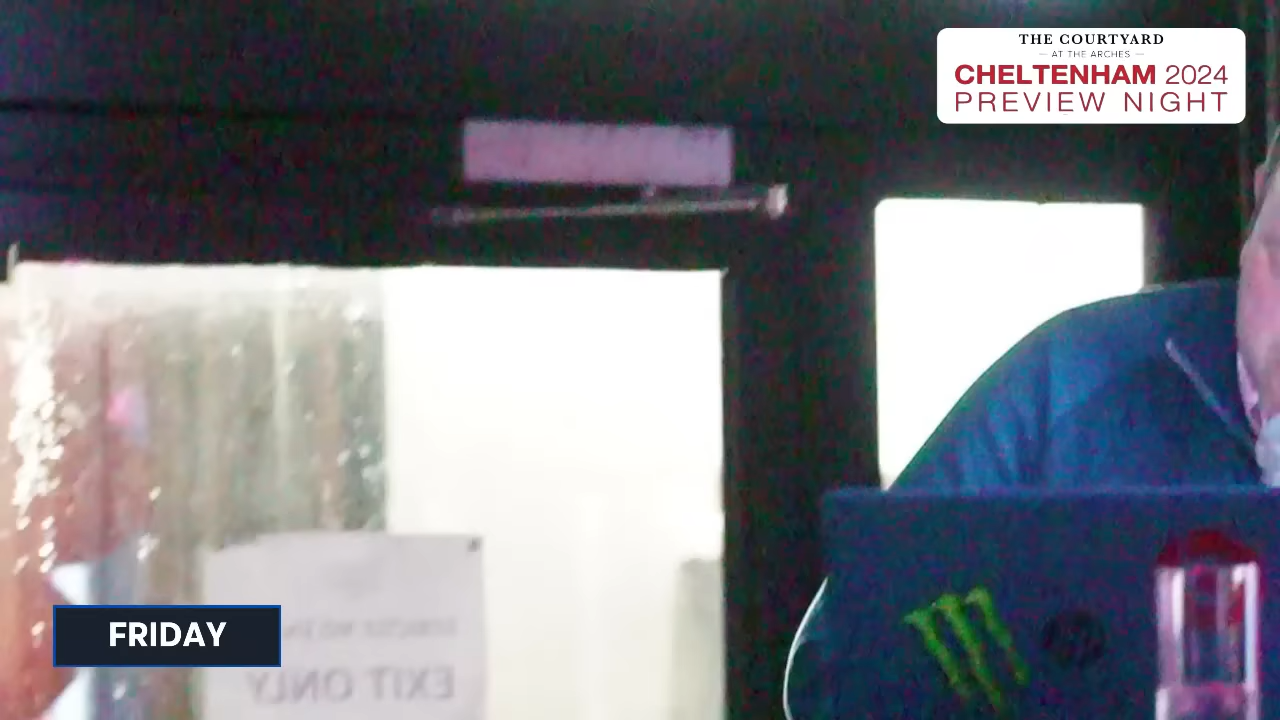 THE COURTYARD
— AT THE ARCHES —
CHELTENHAM 2024
PREVIEW NIGHT
FRIDAY
EXIT ONLY